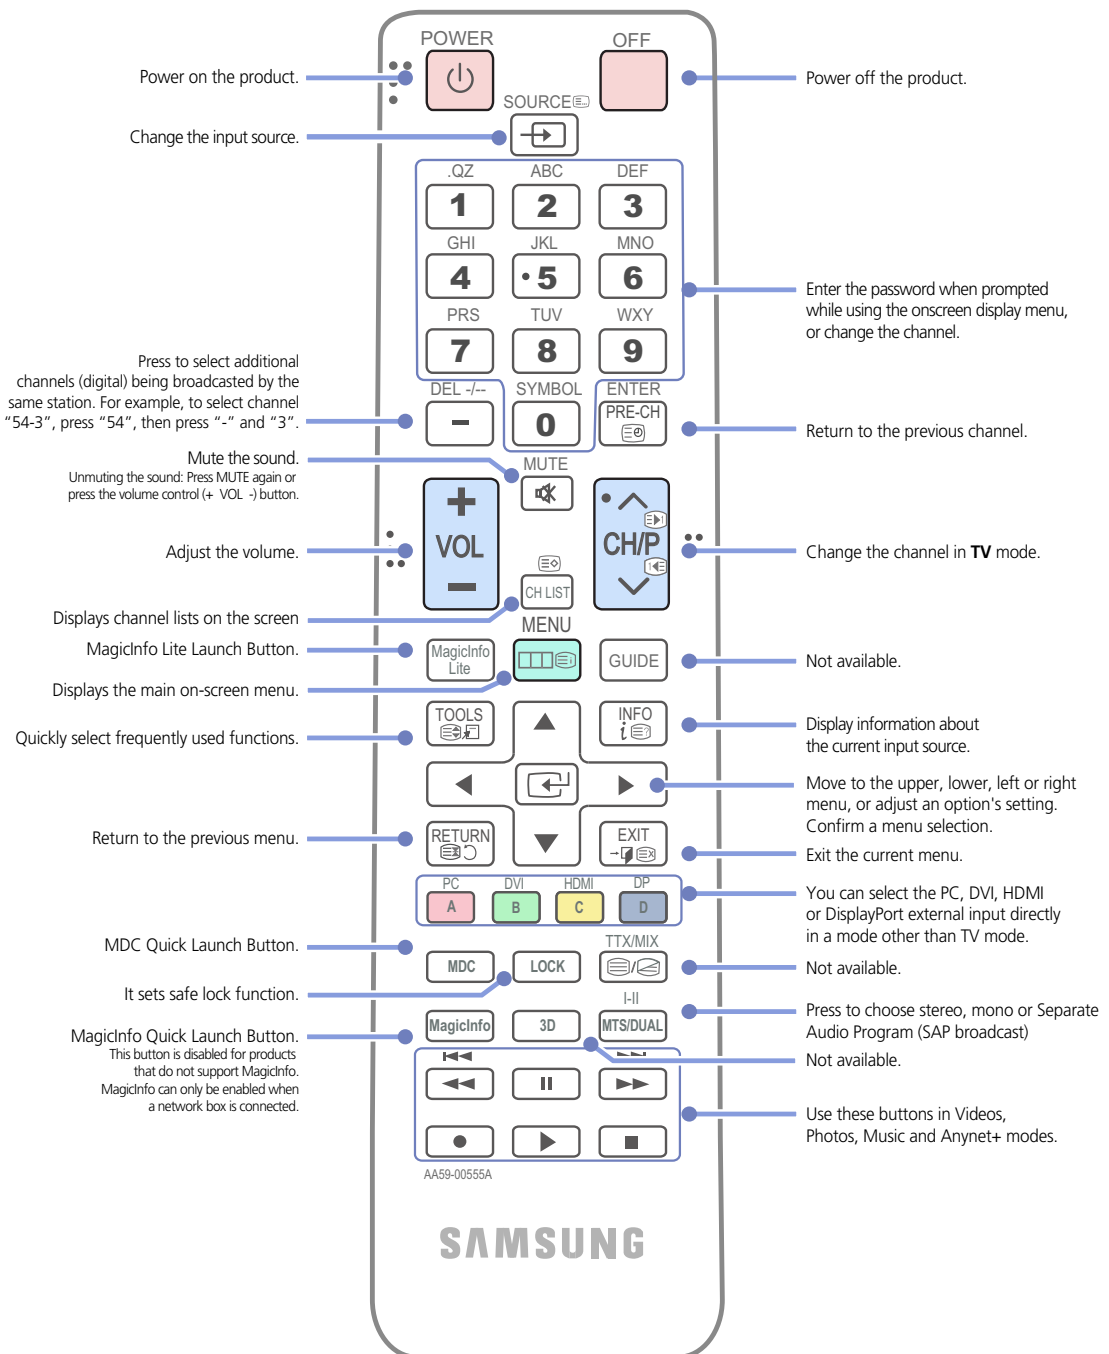 POWER
OFF
Power on the product.
Power off the product.
SOURCE
Change the input source.
.QZ
ABC
DEF
1
2
3
GHI
JKL
MNO
4
5
6
Enter the password when prompted
while using the onscreen display menu,
or change the channel.
PRS
TUV
WXY
7
8
9
Press to select additional
channels (digital) being broadcasted by the
same station. For example, to select channel
“54-3”, press “54”, then press “-” and “3”.
DEL -/--
SYMBOL
ENTER
-
0
PRE-CH
Return to the previous channel.
Mute the sound.
Unmuting the sound: Press MUTE again or
press the volume control (+ VOL -) button.
MUTE
+
VOL
-
CH/P
Adjust the volume.
Change the channel in TV mode.
CH LIST
Displays channel lists on the screen
MENU
MagicInfo Lite Launch Button.
MagicInfo
Lite
GUIDE
Not available.
Displays the main on-screen menu.
TOOLS
INFO
i
Quickly select frequently used functions.
Display information about
the current input source.
Move to the upper, lower, left or right
menu, or adjust an option's setting.
Confirm a menu selection.
Return to the previous menu.
RETURN
EXIT
Exit the current menu.
PC
DVI
HDMI
DP
A
B
C
D
You can select the PC, DVI, HDMI
or DisplayPort external input directly
in a mode other than TV mode.
MDC Quick Launch Button.
TTX/MIX
MDC
LOCK
Not available.
It sets safe lock function.
I-II
MagicInfo
3D
MTS/DUAL
Press to choose stereo, mono or Separate
Audio Program (SAP broadcast)
MagicInfo Quick Launch Button.
This button is disabled for products
that do not support MagicInfo.
MagicInfo can only be enabled when
a network box is connected.
Not available.
Use these buttons in Videos,
Photos, Music and Anynet+ modes.
AA59-00555A
SAMSUNG